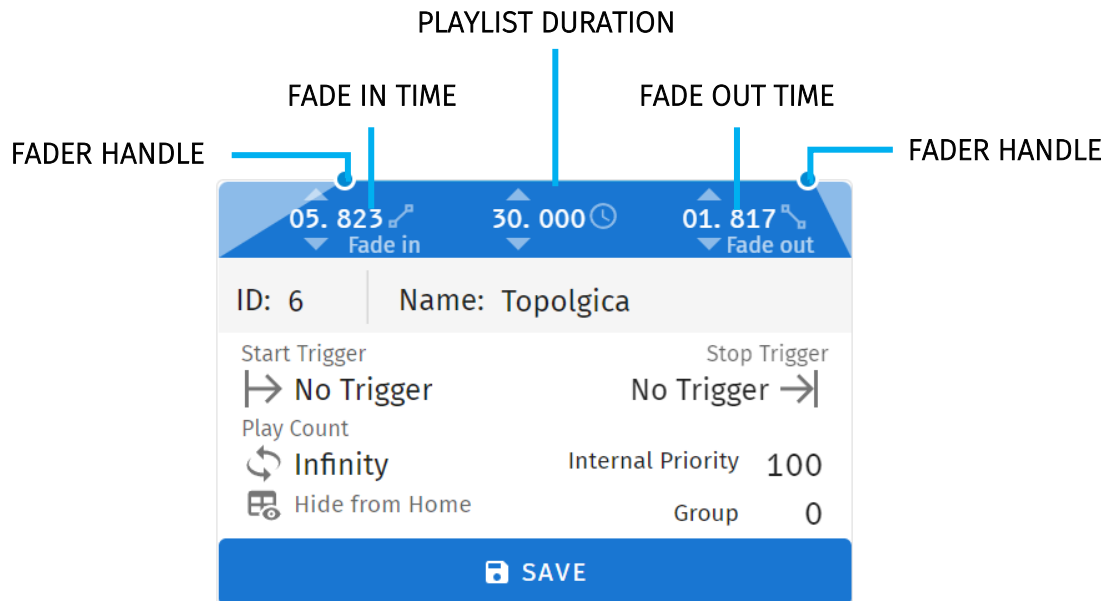 PLAYLIST DURATION
FADE IN TIME
FADE OUT TIME
FADER HANDLE
FADER HANDLE
05. 823
30. 000
01. 817
Fade in
Fade out
ID: 6
Name: Topolgica
Start Trigger
Stop Trigger
No Trigger
No Trigger
Play Count
Infinity
Internal Priority 100
Hide from Home
Group 0
SAVE